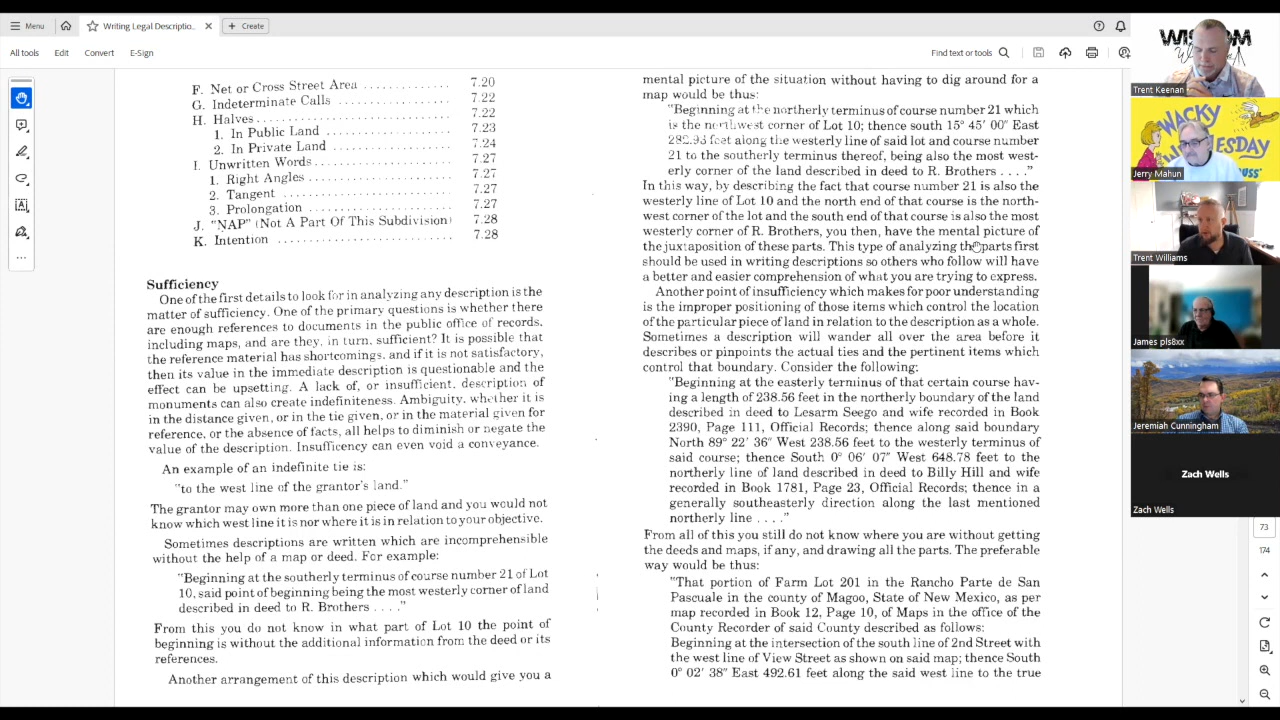 Menu
Writing Legal Descriptio...
Create
All tools
Edit
Convert
E-Sign
Find text or tools
F. Net or Cross Street Area .............. 7.20
G. Indeterminate Calls .................. 7.22
H. Halves ............................. 7.22
1. In Public Land ..................... 7.23
2. In Private Land .................... 7.24
I. Unwritten Words ..................... 7.27
1. Right Angles ....................... 7.27
2. Tangent ............................ 7.27
3. Prolongation ....................... 7.27
J. "NAP" (Not A Part Of This Subdivision) 7.28
K. Intention ........................... 7.28
Sufficiency
One of the first details to look for in analyzing any description is the
matter of sufficiency. One of the primary questions is whether there
are enough references to documents in the public office of records,
including maps, and are they, in turn, sufficient? It is possible that
the reference material has shortcomings, and if it is not satisfactory,
then its value in the immediate description is questionable and the
effect can be upsetting. A lack of, or insufficient, description of
monuments can also create indefiniteness. Ambiguity, whether it is
in the distance given, or in the tie given, or in the material given for
reference, or the absence of facts, all helps to diminish or negate the
value of the description. Insufficency can even void a conveyance.
An example of an indefinite tie is:
"to the west line of the grantor's land."
The grantor may own more than one piece of land and you would not
know which west line it is nor where it is in relation to your objective.
Sometimes descriptions are written which are incomprehensible
without the help of a map or deed. For example:
"Beginning at the southerly terminus of course number 21 of Lot
10, said point of beginning being the most westerly corner of land
described in deed to R. Brothers . . . ."
From this you do not know in what part of Lot 10 the point of
beginning is without the additional information from the deed or its
references.
Another arrangement of this description which would give you a
mental picture of the situation without having to dig around for a
map would be thus:
"Beginning at the northerly terminus of course number 21 which
is the northwest corner of Lot 10; thence south 15° 45' 00" East
282.93 feet along the westerly line of said lot and course number
21 to the southerly terminus thereof, being also the most west-
erly corner of the land described in deed to R. Brothers . . . ."
In this way, by describing the fact that course number 21 is also the
westerly line of Lot 10 and the north end of that course is the north-
west corner of the lot and the south end of that course is also the most
westerly corner of R. Brothers, you then, have the mental picture of
the juxtaposition of these parts. This type of analyzing the parts first
should be used in writing descriptions so others who follow will have
a better and easier comprehension of what you are trying to express.
Another point of insufficiency which makes for poor understanding
is the improper positioning of those items which control the location
of the particular piece of land in relation to the description as a whole.
Sometimes a description will wander all over the area before it
describes or pinpoints the actual ties and the pertinent items which
control that boundary. Consider the following:
"Beginning at the easterly terminus of that certain course hav-
ing a length of 238.56 feet in the northerly boundary of the land
described in deed to Lesarm Seego and wife recorded in Book
2390, Page 111, Official Records; thence along said boundary
North 89° 22' 36" West 238.56 feet to the westerly terminus of
said course; thence South 0° 06' 07" West 648.78 feet to the
northerly line of land described in deed to Billy Hill and wife
recorded in Book 1781, Page 23, Official Records; thence in a
generally southeasterly direction along the last mentioned
northerly line . . . ."
From all of this you still do not know where you are without getting
the deeds and maps, if any, and drawing all the parts. The preferable
way would be thus:
"That portion of Farm Lot 201 in the Rancho Parte de San
Pascuale in the county of Magoo, State of New Mexico, as per
map recorded in Book 12, Page 10, of Maps in the office of the
County Recorder of said County described as follows:
Beginning at the intersection of the south line of 2nd Street with
the west line of View Street as shown on said map; thence South
0° 02' 38" East 492.61 feet along the said west line to the true
Trent Keenan
WACKY
Jerry Mahun
Trent Williams
James pls8xx
Jeremiah Cunningham
Zach Wells
Zach Wells
73
174